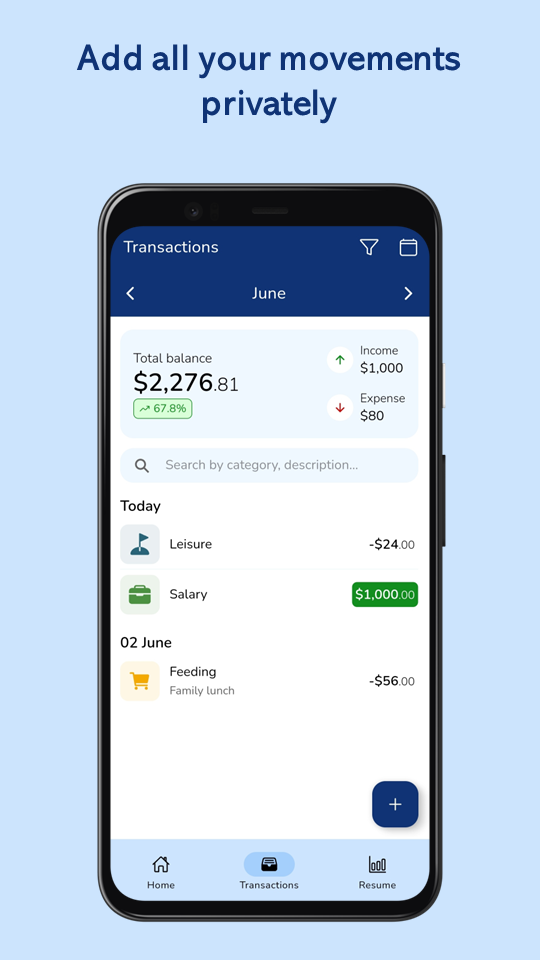 Add all your movements
privately
Transactions
June
Total balance
$2,276.81
67.8%
Income
$1,000
Expense
$80
Search by category, description...
Today
Leisure
-$24.00
Salary
$1,000.00
02 June
Feeding
Family lunch
-$56.00
+
Home
Transactions
Resume